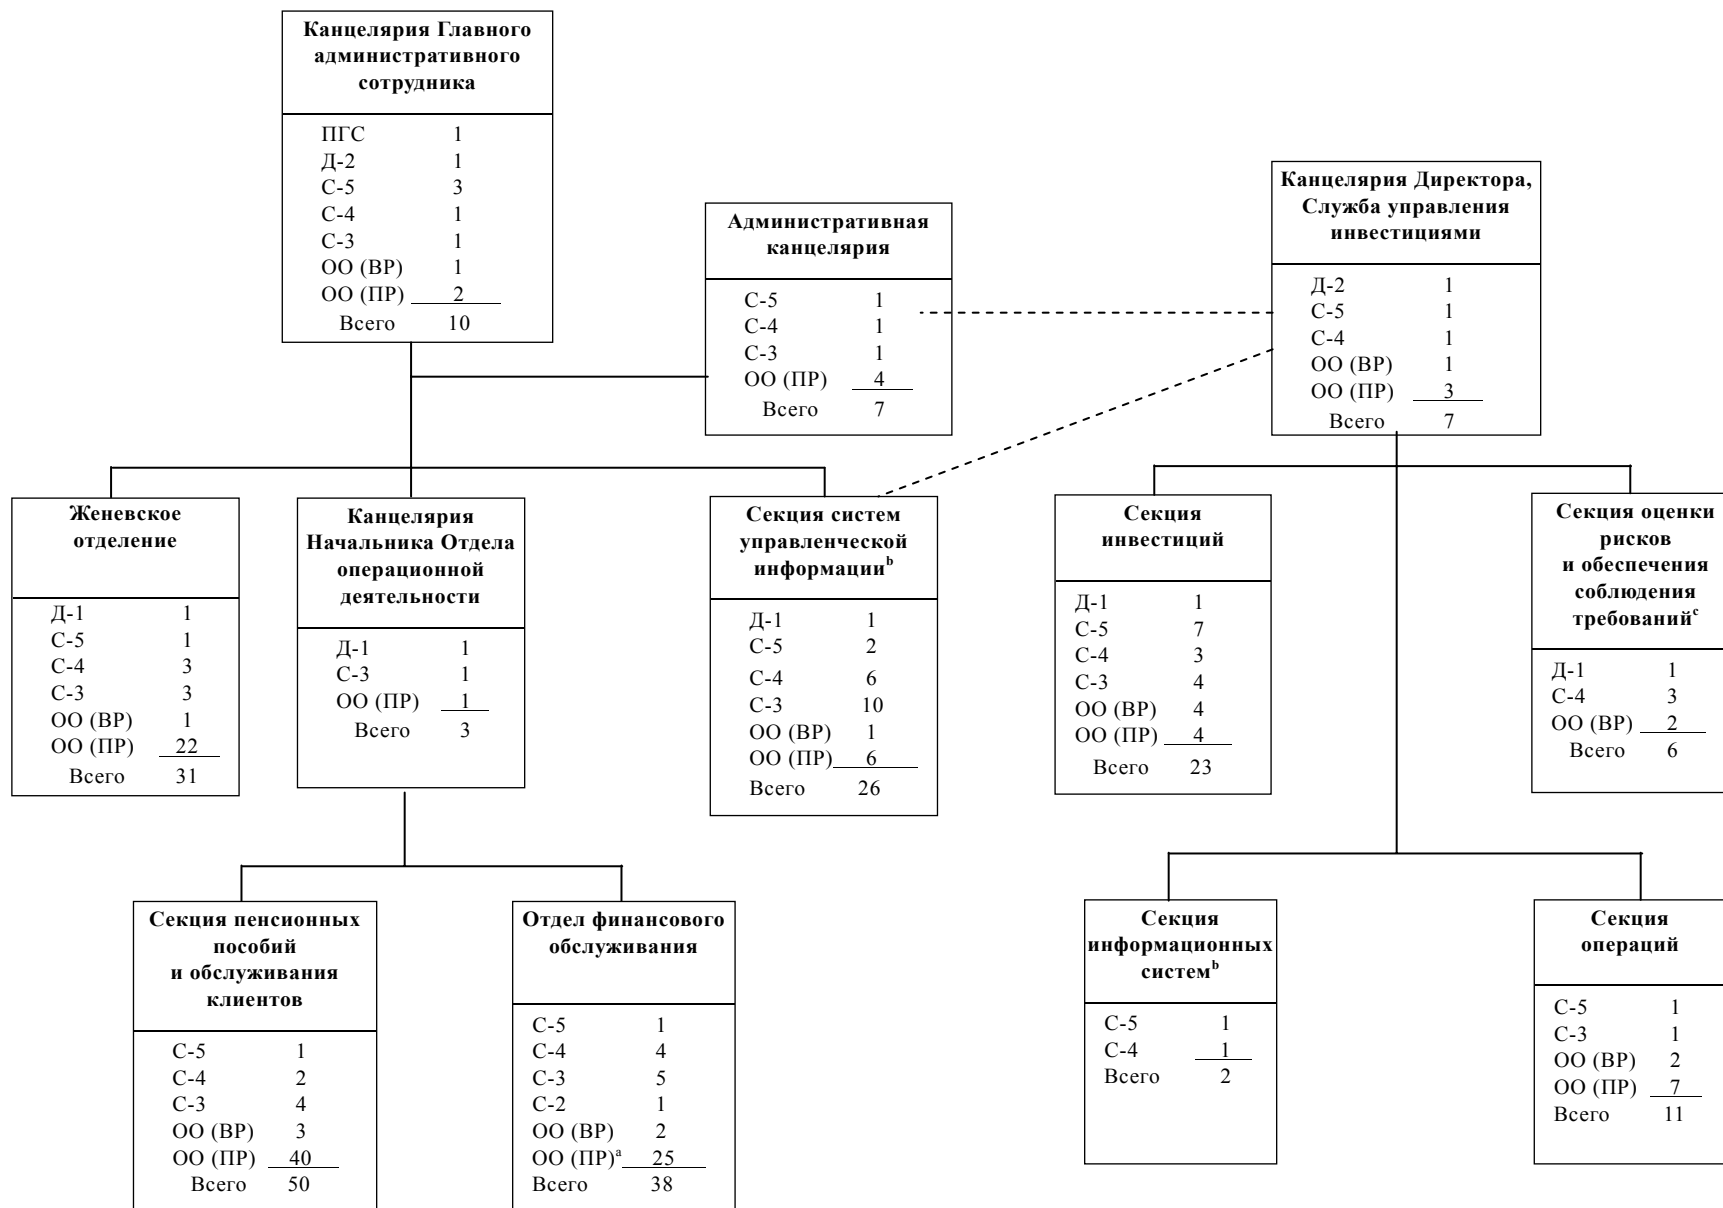 Канцелярия Главного
административного
сотрудника
ПГС 1
Д-2 1
С-5 3
С-4 1
С-3 1
ОО (ВР) 1
ОО (ПР) 2
Всего 10
Административная
канцелярия
С-5 1
С-4 1
С-3 1
ОО (ПР) 4
Всего 7
Канцелярия Директора,
Служба управления
инвестициями
Д-2 1
С-5 1
С-4 1
ОО (ВР) 1
ОО (ПР) 3
Всего 7
Женевское
отделение
Д-1 1
С-5 1
С-4 3
С-3 3
ОО (ВР) 1
ОО (ПР) 22
Всего 31
Канцелярия
Начальника Отдела
операционной
деятельности
Д-1 1
С-3 1
ОО (ПР) 1
Всего 3
Секция систем
управленческой
информацииᵇ
Д-1 1
С-5 2
С-4 6
С-3 10
ОО (ВР) 1
ОО (ПР) 6
Всего 26
Секция
инвестиций
Д-1 1
С-5 7
С-4 3
С-3 4
ОО (ВР) 4
ОО (ПР) 4
Всего 23
Секция оценки
рисков
и обеспечения
соблюдения
требованийᶜ
Д-1 1
С-4 3
ОО (ВР) 2
Всего 6
Секция пенсионных
пособий
и обслуживания
клиентов
С-5 1
С-4 2
С-3 4
ОО (ВР) 3
ОО (ПР) 40
Всего 50
Отдел финансового
обслуживания
С-5 1
С-4 4
С-3 5
С-2 1
ОО (ВР) 2
ОО (ПР)ᵃ 25
Всего 38
Секция
информационных
системᵇ
С-5 1
С-4 1
Всего 2
Секция
операций
С-5 1
С-3 1
ОО (ВР) 2
ОО (ПР) 7
Всего 11